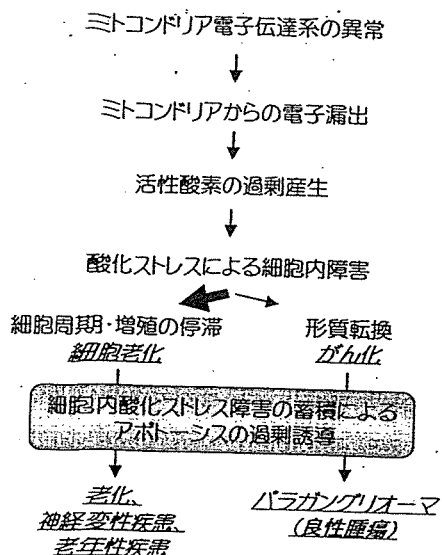 ミトコンドリア電子伝達系の異常
ミトコンドリアからの電子漏出
活性酸素の過剰産生
酸化ストレスによる細胞内障害
細胞周期・増殖の停滞
細胞老化
形質転換
がん化
細胞内酸化ストレス障害の蓄積による
アポトーシスの過剰誘導
老化、
神経変性疾患、
老年性疾患
パラガングリオーマ
(良性腫瘍)